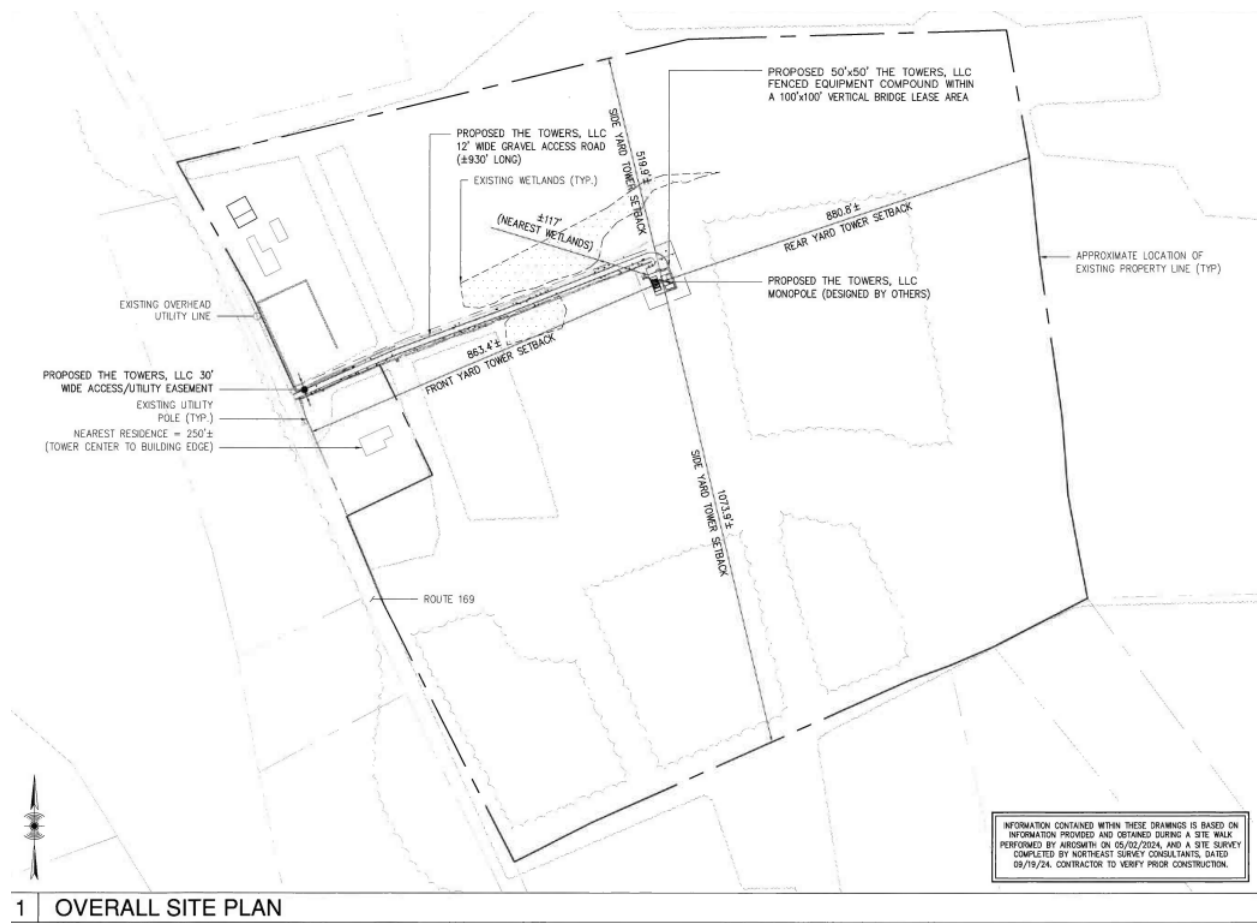 PROPOSED 50'x50' THE TOWERS, LLC
FENCED EQUIPMENT COMPOUND WITHIN
A 100'x100' VERTICAL BRIDGE LEASE AREA
PROPOSED THE TOWERS, LLC
12' WIDE GRAVEL ACCESS ROAD
(±930' LONG)
EXISTING WETLANDS (TYP.)
519.9'±
SIDE YARD TOWER SETBACK
±117'
(NEAREST WETLANDS)
880.8'±
REAR YARD TOWER SETBACK
APPROXIMATE LOCATION OF
EXISTING PROPERTY LINE (TYP)
PROPOSED THE TOWERS, LLC
MONOPOLE (DESIGNED BY OTHERS)
EXISTING OVERHEAD
UTILITY LINE
863.4'±
FRONT YARD TOWER SETBACK
PROPOSED THE TOWERS, LLC 30'
WIDE ACCESS/UTILITY EASEMENT
EXISTING UTILITY
POLE (TYP.)
NEAREST RESIDENCE = 250'±
(TOWER CENTER TO BUILDING EDGE)
1073.9'±
SIDE YARD TOWER SETBACK
ROUTE 169
INFORMATION CONTAINED WITHIN THESE DRAWINGS IS BASED ON
INFORMATION PROVIDED AND OBTAINED DURING A SITE WALK
PERFORMED BY AIROSMITH ON 05/02/2024, AND A SITE SURVEY
COMPLETED BY NORTHEAST SURVEY CONSULTANTS, DATED
09/19/24. CONTRACTOR TO VERIFY PRIOR CONSTRUCTION.
1 OVERALL SITE PLAN